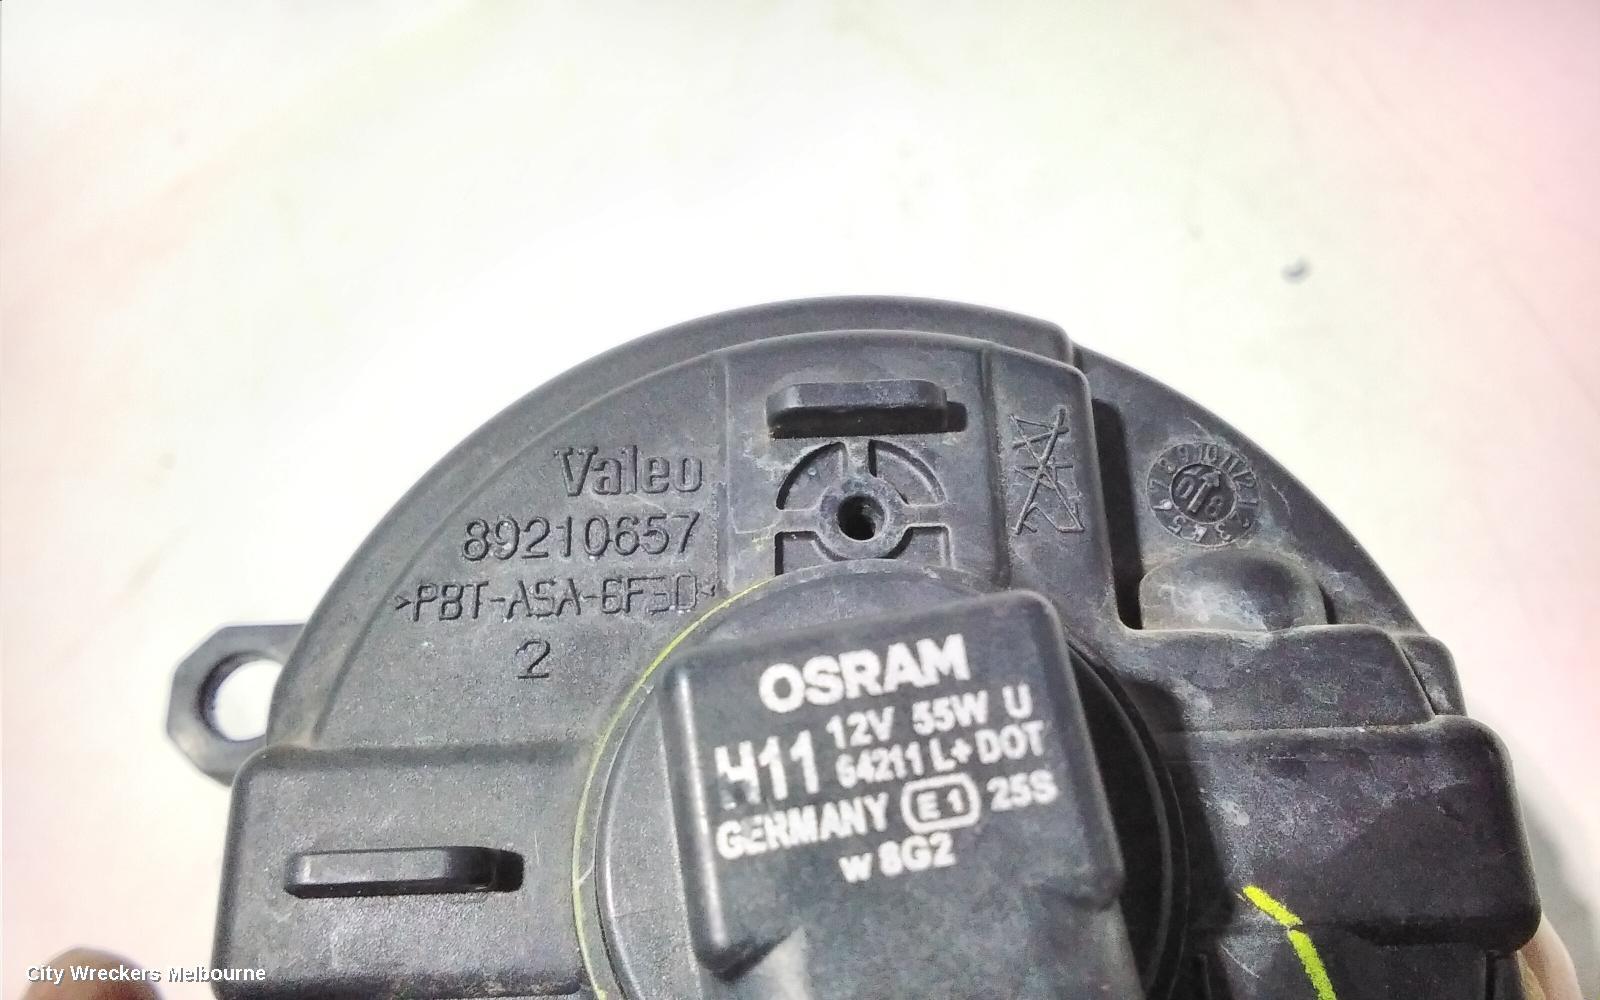 Valeo
89210657
>PBT-ASA-GF30<
2
OSRAM
12V 55W U
H11 64211 L+ DOT
GERMANY E1 25S
w 8G2
City Wreckers Melbourne